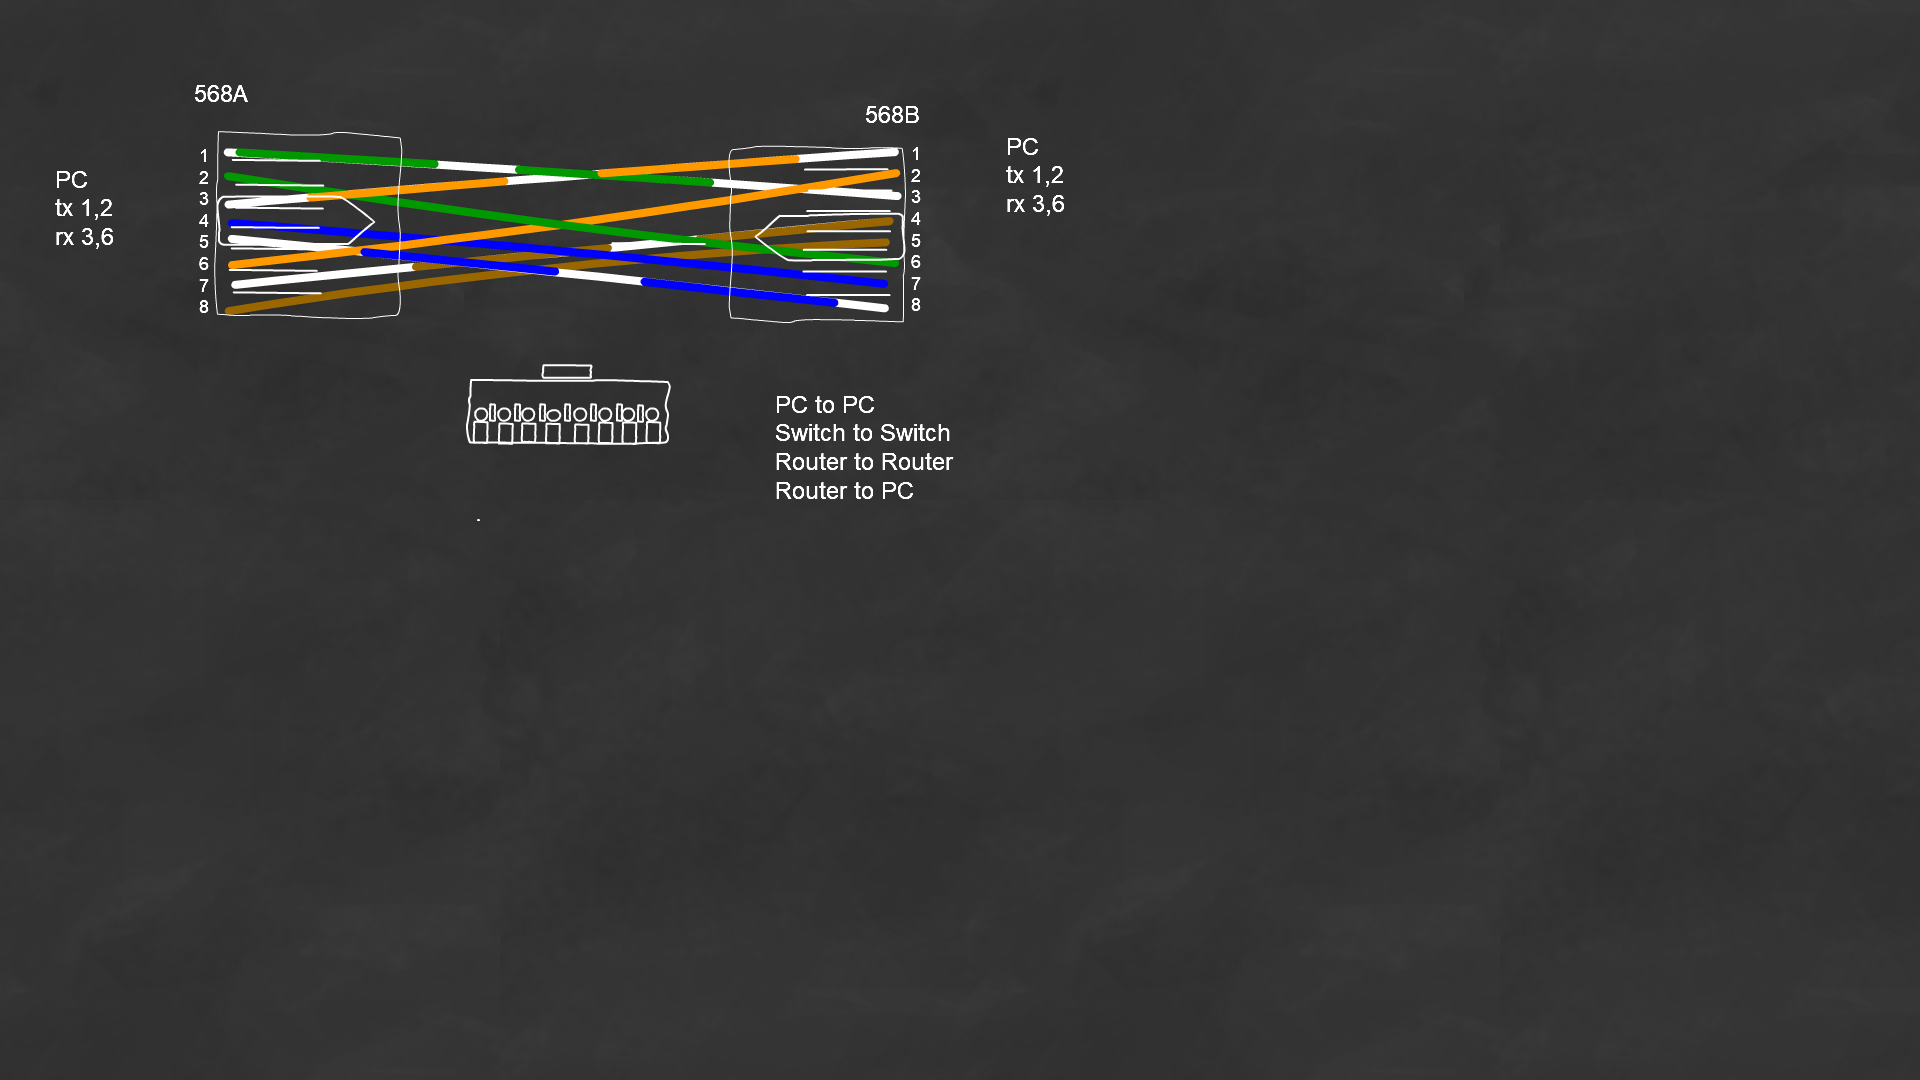 568A
568B
PC
tx 1,2
rx 3,6
1
2
3
4
5
6
7
8
1
2
3
4
5
6
7
8
PC
tx 1,2
rx 3,6
PC to PC
Switch to Switch
Router to Router
Router to PC